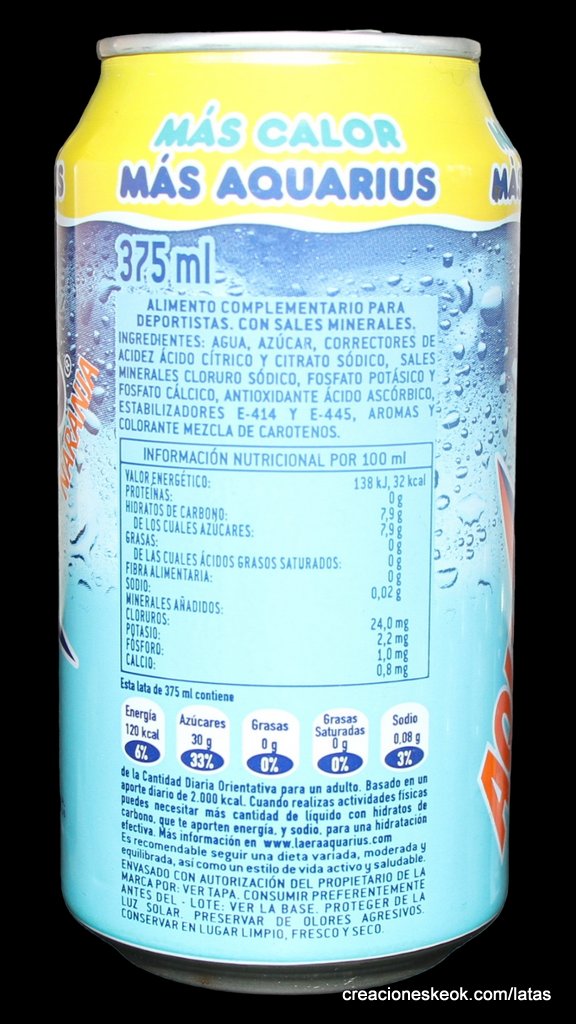 MÁS CALOR
MÁS AQUARIUS
375 ml
ALIMENTO COMPLEMENTARIO PARA
DEPORTISTAS. CON SALES MINERALES.
INGREDIENTES: AGUA, AZÚCAR, CORRECTORES DE
ACIDEZ ÁCIDO CÍTRICO Y CITRATO SÓDICO, SALES
MINERALES CLORURO SÓDICO, FOSFATO POTÁSICO Y
FOSFATO CÁLCICO, ANTIOXIDANTE ÁCIDO ASCÓRBICO,
ESTABILIZADORES E-414 Y E-445, AROMAS Y
COLORANTE MEZCLA DE CAROTENOS.
NARANJA
INFORMACIÓN NUTRICIONAL POR 100 ml
VALOR ENERGÉTICO: 138 kJ, 32 kcal
PROTEÍNAS: 0 g
HIDRATOS DE CARBONO: 7,9 g
DE LOS CUALES AZÚCARES: 7,9 g
GRASAS: 0 g
DE LAS CUALES ÁCIDOS GRASOS SATURADOS: 0 g
FIBRA ALIMENTARIA: 0 g
SODIO: 0,02 g
MINERALES AÑADIDOS:
CLORUROS: 24,0 mg
POTASIO: 2,2 mg
FÓSFORO: 1,0 mg
CALCIO: 0,8 mg
Esta lata de 375 ml contiene
Energía 120 kcal 6%
Azúcares 30 g 33%
Grasas 0 g 0%
Grasas Saturadas 0 g 0%
Sodio 0,08 g 3%
de la Cantidad Diaria Orientativa para un adulto. Basado en un
aporte diario de 2.000 kcal. Cuando realizas actividades físicas
puedes necesitar más cantidad de líquido con hidratos de
carbono, que te aporten energía, y sodio, para una hidratación
efectiva. Más información en www.laeraaquarius.com
Es recomendable seguir una dieta variada, moderada y
equilibrada, así como un estilo de vida activo y saludable.
ENVASADO CON AUTORIZACIÓN DEL PROPIETARIO DE LA
MARCA POR: VER TAPA. CONSUMIR PREFERENTEMENTE
ANTES DEL - LOTE: VER LA BASE. PROTEGER DE LA
LUZ SOLAR. PRESERVAR DE OLORES AGRESIVOS.
CONSERVAR EN LUGAR LIMPIO, FRESCO Y SECO.
creacioneskeok.com/latas